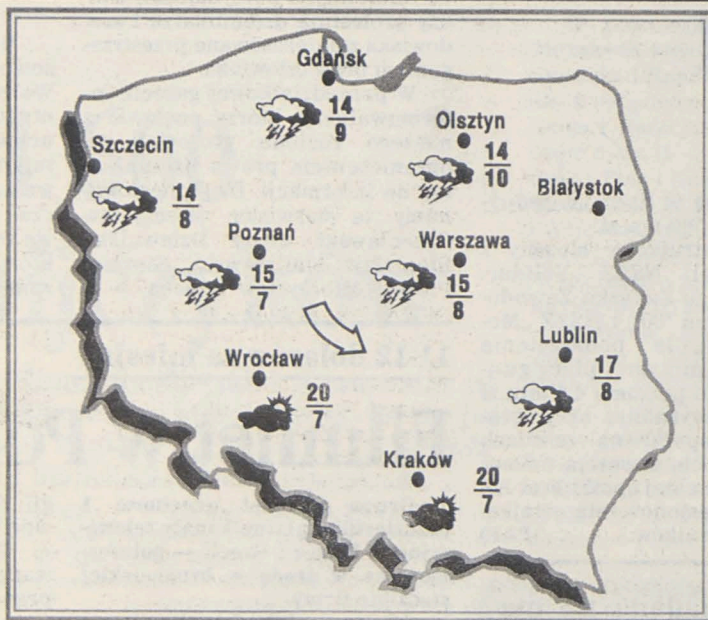 Gdańsk
14
9
Olsztyn
14
10
Szczecin
14
8
Białystok
Poznań
15
7
Warszawa
15
8
Lublin
17
8
Wrocław
20
7
Kraków
20
7